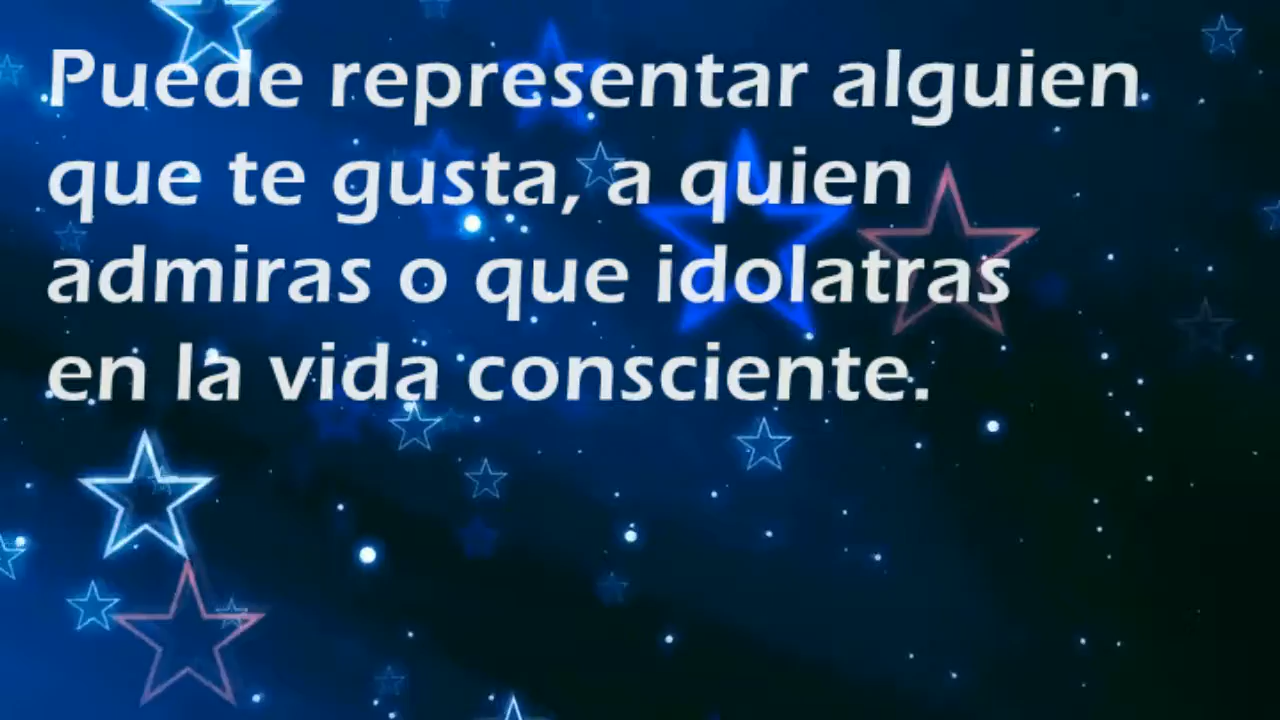 Puede representar alguien
que te gusta, a quien
admiras o que idolatras
en la vida consciente.